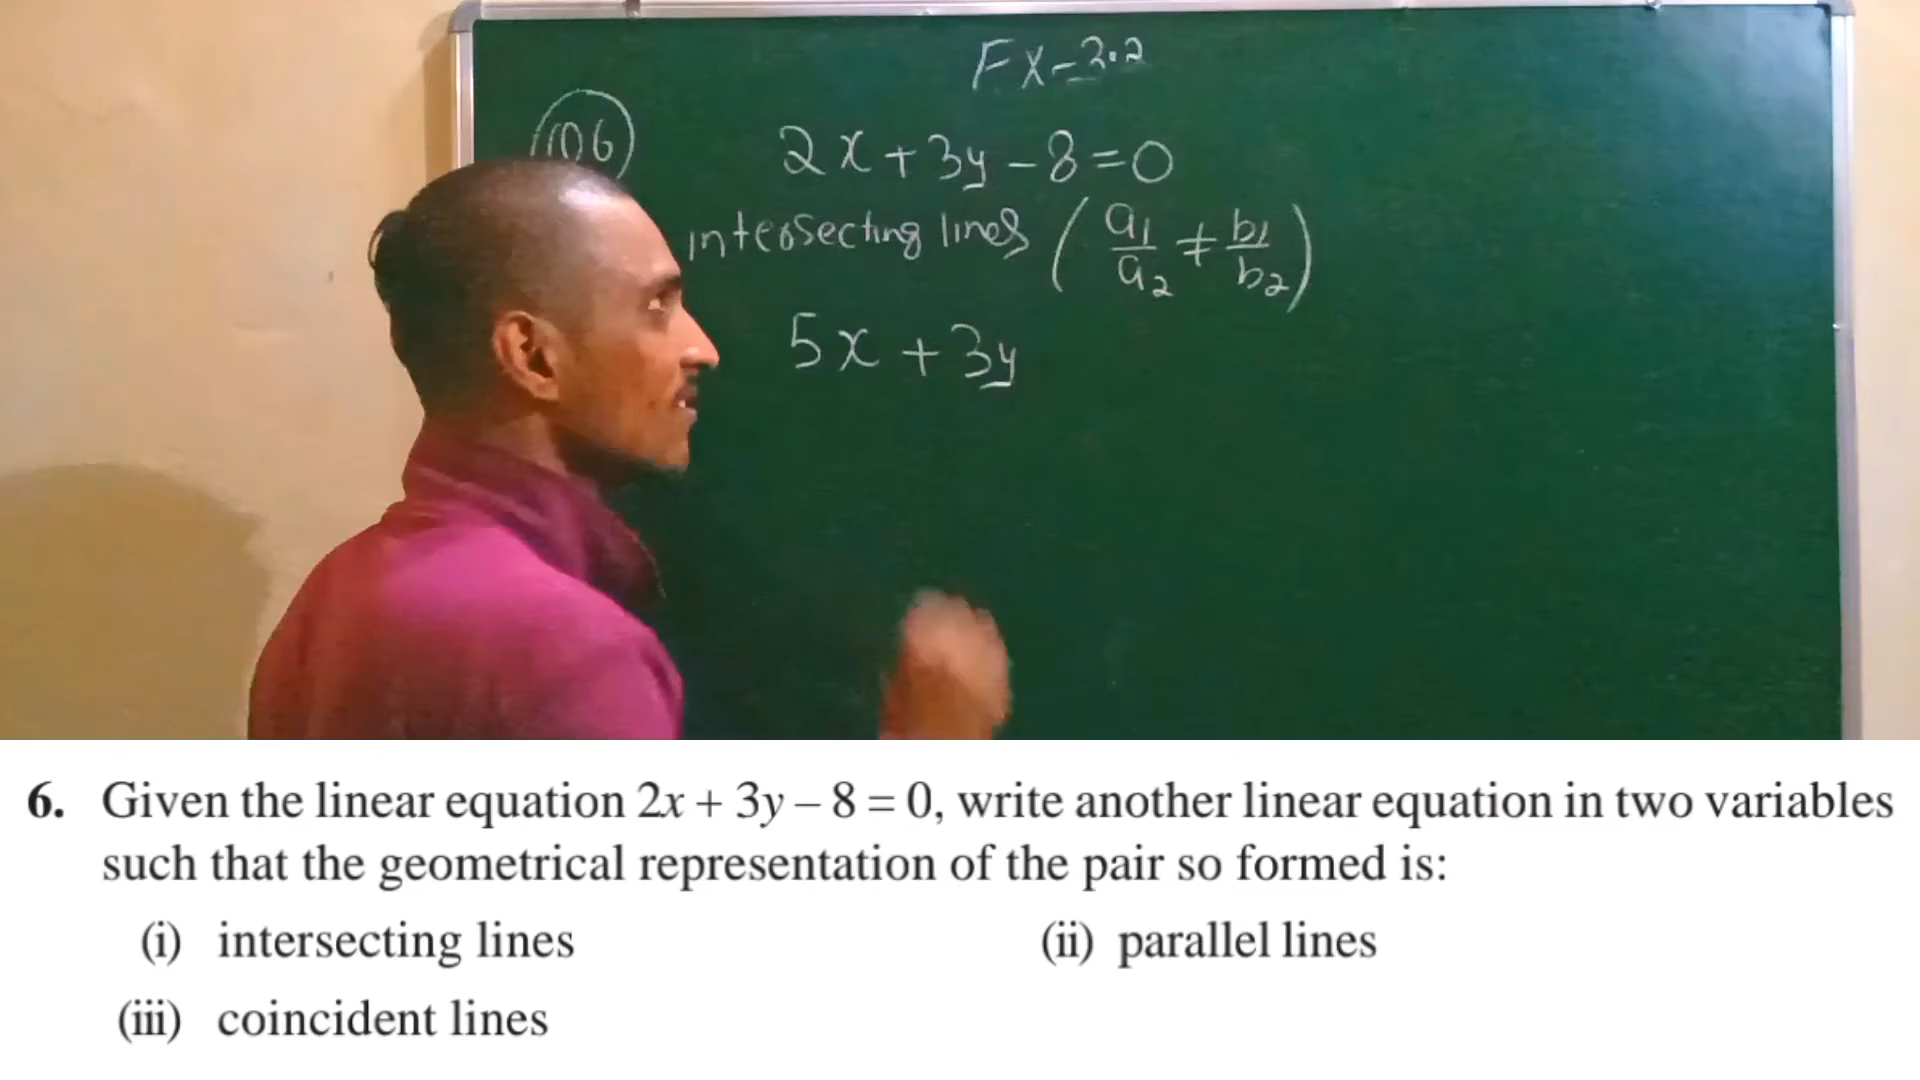 Ex-3.2
Q6
2x+3y-8=0
intersecting lines (a1/a2 ≠ b1/b2)
5x+3y
6. Given the linear equation 2x + 3y – 8 = 0, write another linear equation in two variables
such that the geometrical representation of the pair so formed is:
(i) intersecting lines (ii) parallel lines
(iii) coincident lines